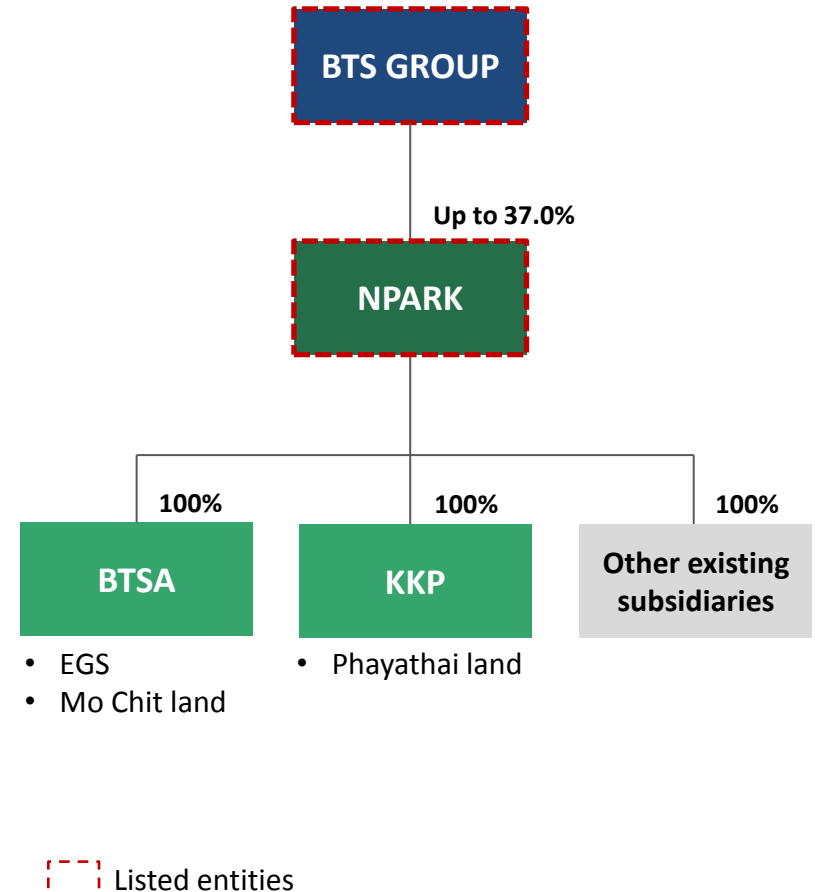 BTS GROUP
Up to 37.0%
NPARK
100%
100%
100%
BTSA
KKP
Other existing
subsidiaries
• EGS
• Mo Chit land
• Phayathai land
Listed entities